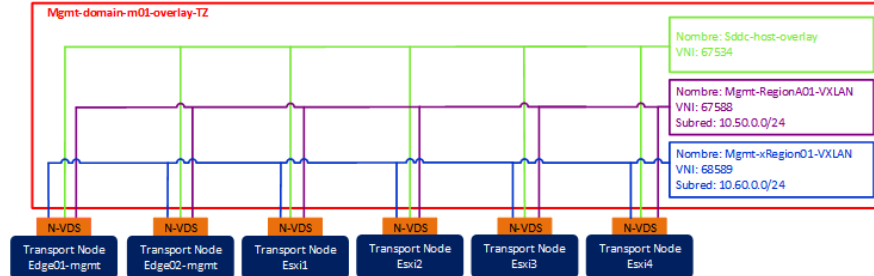 Mgmt-domain-m01-overlay-TZ
Nombre: Sddc-host-overlay
VNI: 67534
Nombre: Mgmt-RegionA01-VXLAN
VNI: 67588
Subred: 10.50.0.0/24
Nombre: Mgmt-xRegion01-VXLAN
VNI: 68589
Subred: 10.60.0.0/24
N-VDS
N-VDS
N-VDS
N-VDS
N-VDS
N-VDS
Transport Node
Edge01-mgmt
Transport Node
Edge02-mgmt
Transport Node
Esxi1
Transport Node
Esxi2
Transport Node
Esxi3
Transport Node
Esxi4